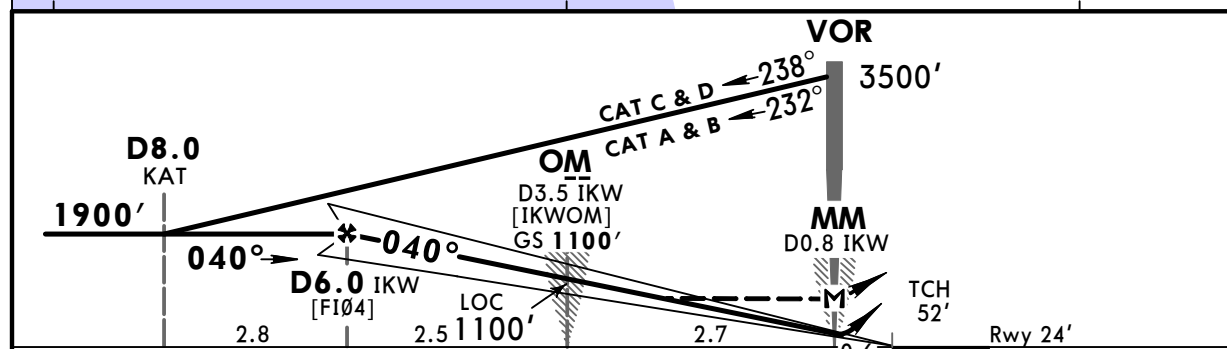 VOR
3500'
CAT C & D ←238°
CAT A & B ←232°
D8.0
KAT
OM
D3.5 IKW
[IKWOM]
GS 1100'
MM
D0.8 IKW
1900'
040°→
040°
D6.0 IKW
[FIØ4]
LOC
1100'
M
TCH
52'
2.8
2.5
2.7
Rwy 24'